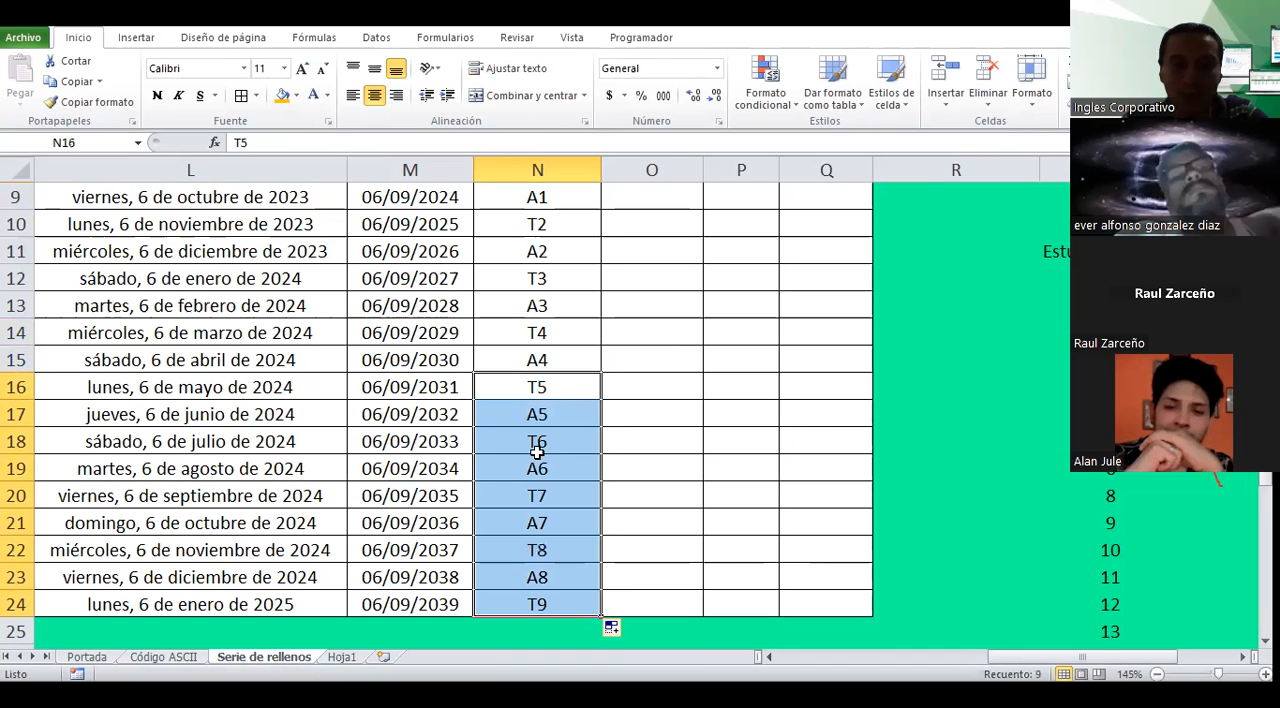 Archivo Inicio Insertar Diseño de página Fórmulas Datos Formularios Revisar Vista Programador
Pegar
Cortar
Copiar
Copiar formato
Portapapeles
Calibri 11
N K S
Fuente
Ajustar texto
Combinar y centrar
Alineación
General
$ % 000
Número
Formato condicional
Dar formato como tabla
Estilos de celda
Estilos
Insertar Eliminar Formato
Celdas
N16 fx T5
L M N O P Q R
9 viernes, 6 de octubre de 2023 06/09/2024 A1
10 lunes, 6 de noviembre de 2023 06/09/2025 T2
11 miércoles, 6 de diciembre de 2023 06/09/2026 A2
12 sábado, 6 de enero de 2024 06/09/2027 T3
13 martes, 6 de febrero de 2024 06/09/2028 A3
14 miércoles, 6 de marzo de 2024 06/09/2029 T4
15 sábado, 6 de abril de 2024 06/09/2030 A4
16 lunes, 6 de mayo de 2024 06/09/2031 T5
17 jueves, 6 de junio de 2024 06/09/2032 A5
18 sábado, 6 de julio de 2024 06/09/2033 T6
19 martes, 6 de agosto de 2024 06/09/2034 A6
20 viernes, 6 de septiembre de 2024 06/09/2035 T7 8
21 domingo, 6 de octubre de 2024 06/09/2036 A7 9
22 miércoles, 6 de noviembre de 2024 06/09/2037 T8 10
23 viernes, 6 de diciembre de 2024 06/09/2038 A8 11
24 lunes, 6 de enero de 2025 06/09/2039 T9 12
25 13
Portada Código ASCII Serie de rellenos Hoja1
Listo Recuento: 9 145%
Ingles Corporativo
ever alfonso gonzalez diaz
Raul Zarceño
Raul Zarceño
Alan Jule